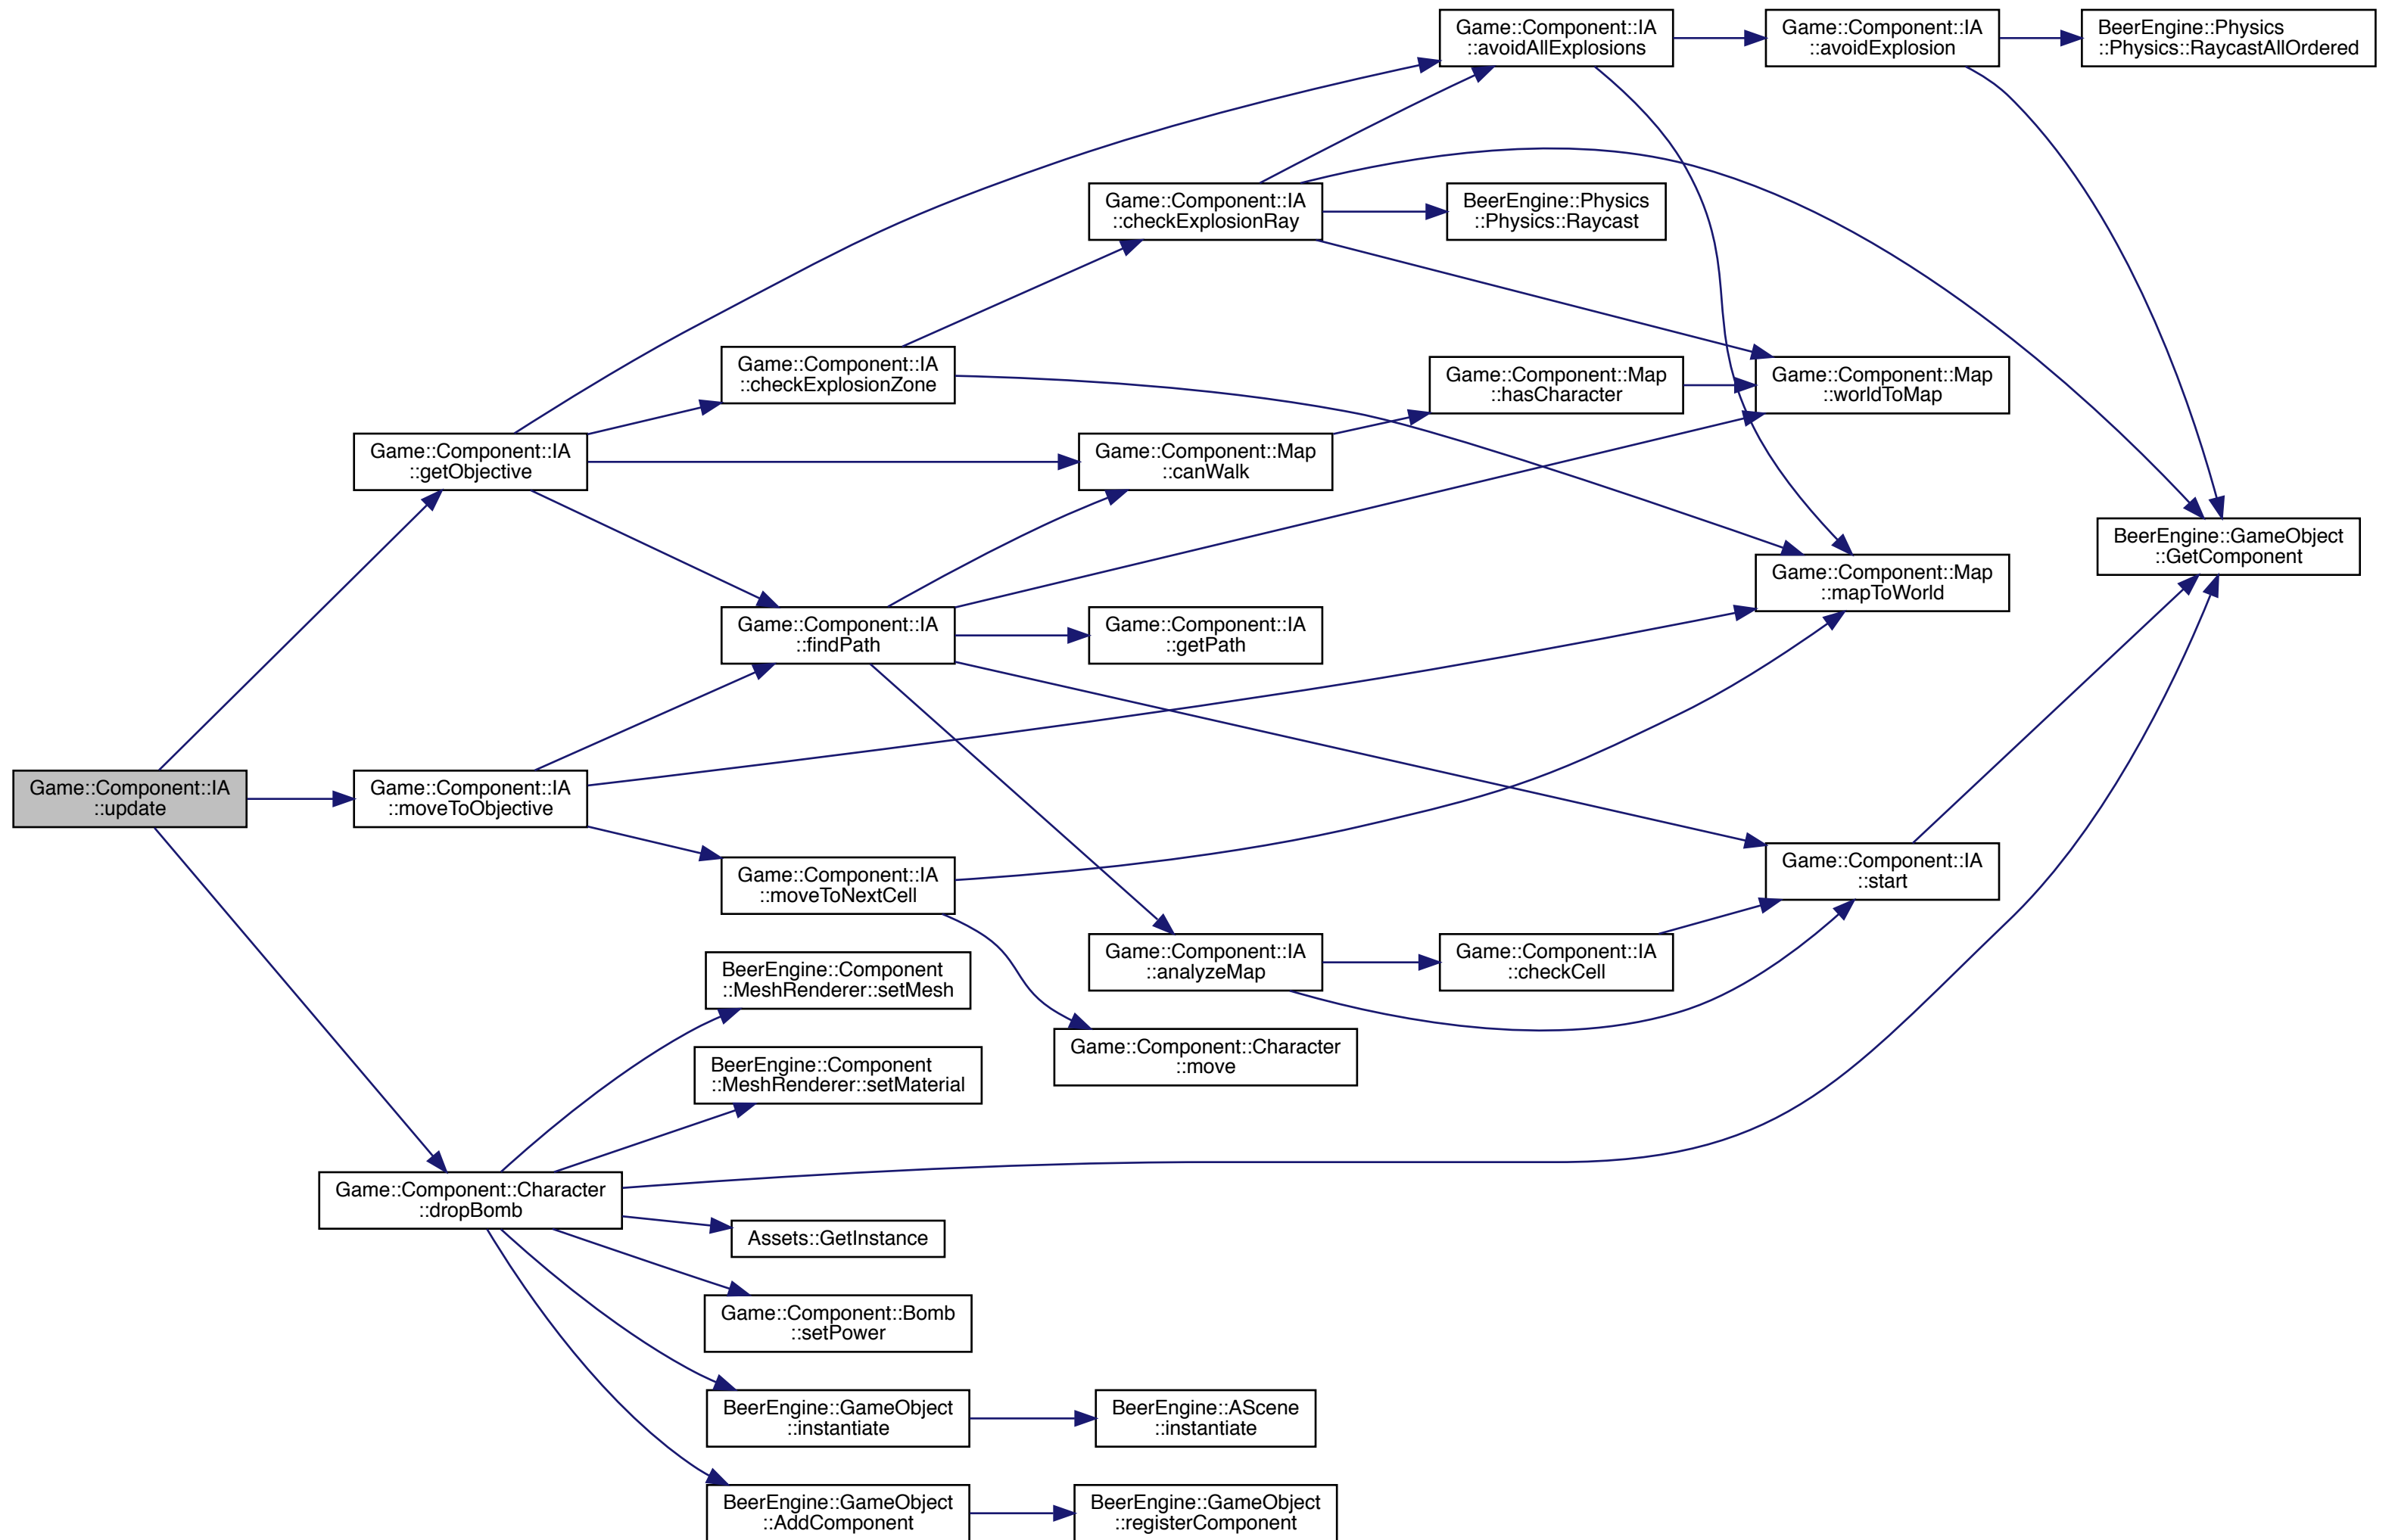 Game::Component::IA
::avoidAllExplosions
Game::Component::IA
::avoidExplosion
BeerEngine::Physics
::Physics::RaycastAllOrdered
Game::Component::IA
::checkExplosionRay
BeerEngine::Physics
::Physics::Raycast
Game::Component::IA
::checkExplosionZone
Game::Component::Map
::hasCharacter
Game::Component::Map
::worldToMap
Game::Component::IA
::getObjective
Game::Component::Map
::canWalk
BeerEngine::GameObject
::GetComponent
Game::Component::Map
::mapToWorld
Game::Component::IA
::findPath
Game::Component::IA
::getPath
Game::Component::IA
::update
Game::Component::IA
::moveToObjective
Game::Component::IA
::moveToNextCell
Game::Component::IA
::start
Game::Component::IA
::analyzeMap
Game::Component::IA
::checkCell
BeerEngine::Component
::MeshRenderer::setMesh
Game::Component::Character
::move
BeerEngine::Component
::MeshRenderer::setMaterial
Game::Component::Character
::dropBomb
Assets::GetInstance
Game::Component::Bomb
::setPower
BeerEngine::GameObject
::instantiate
BeerEngine::AScene
::instantiate
BeerEngine::GameObject
::AddComponent
BeerEngine::GameObject
::registerComponent